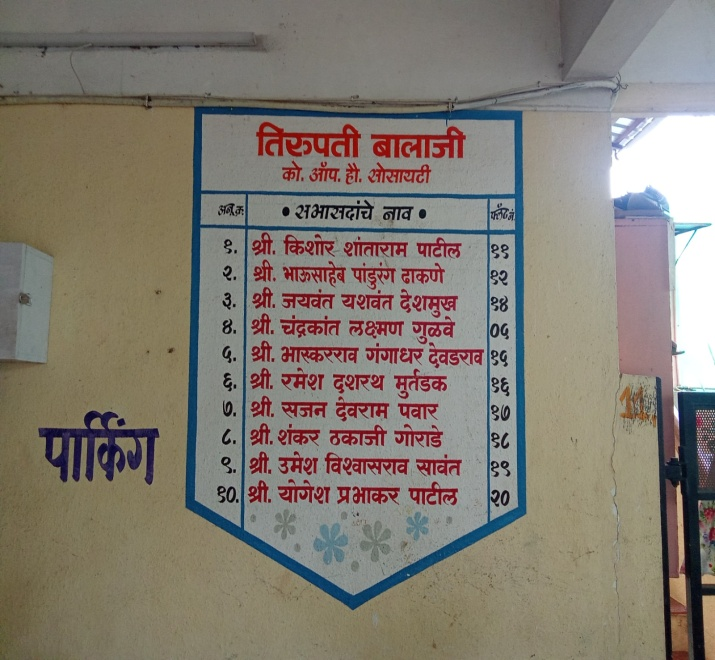 तिरुपती बालाजी
को. ऑप. हौ. सोसायटी
अनु.क्र. • सभासदांचे नाव • फ्लॅट नं.
१. श्री. किशोर शांताराम पाटील ११
२. श्री. भाऊसाहेब पांडुरंग ढाकणे १२
३. श्री. जयवंत यशवंत देशमुख १४
४. श्री. चंद्रकांत लक्ष्मण गुळवे ०५
५. श्री. भास्करराव गंगाधर देवडराव १५
६. श्री. रमेश दशरथ मुर्तडक १६
७. श्री. सजन देवराम पवार १७
८. श्री. शंकर ठकाजी गोराडे १८
९. श्री. उमेश विश्वासराव सावंत १९
१०. श्री. योगेश प्रभाकर पाटील २०
पार्किंग